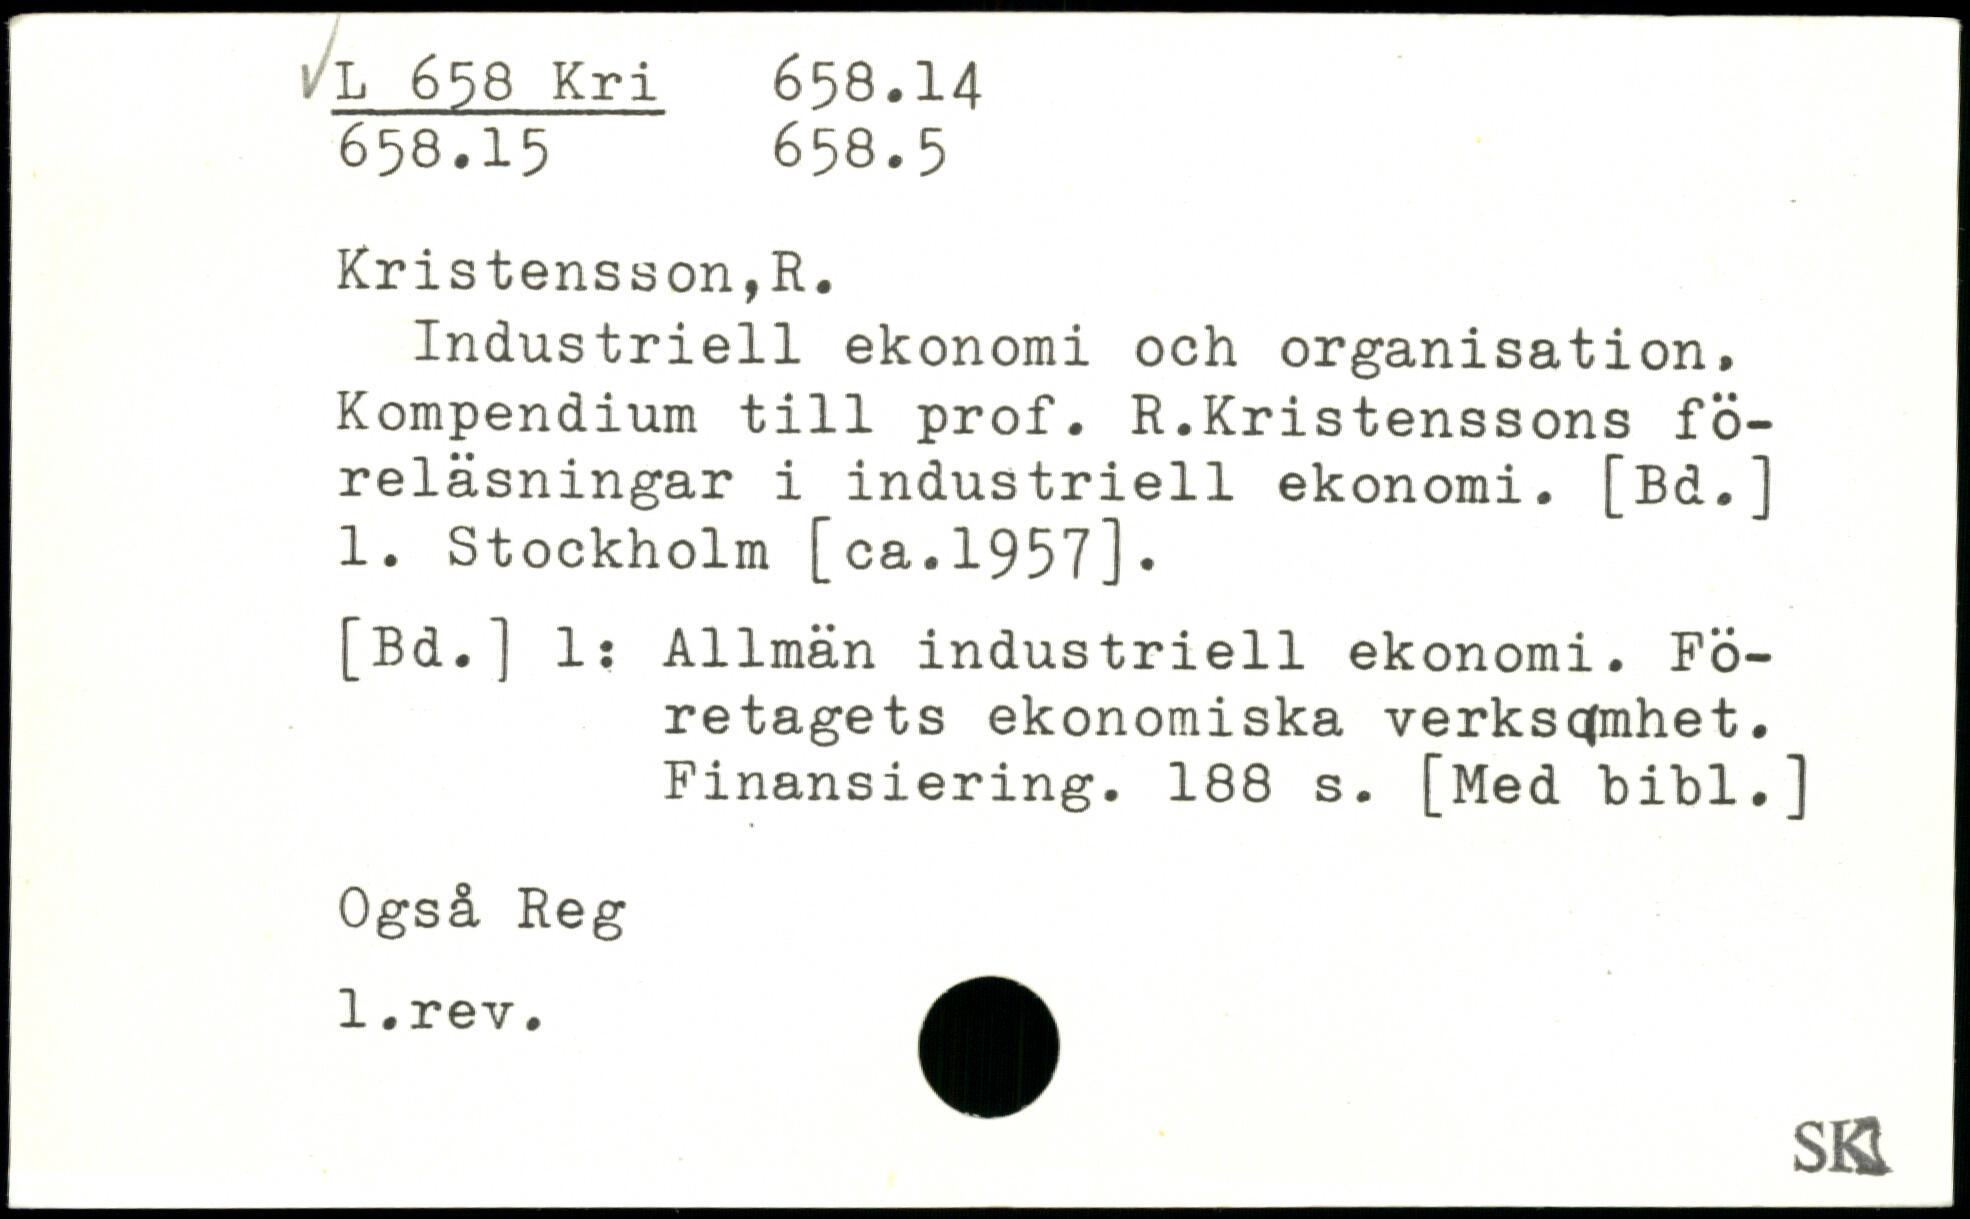 L 658 Kri 658.14
658.15 658.5
Kristensson,R.
Industriell ekonomi och organisation.
Kompendium till prof. R.Kristenssons fö-
reläsningar i industriell ekonomi. [Bd.]
1. Stockholm [ca.1957].
[Bd.] 1: Allmän industriell ekonomi. Fö-
retagets ekonomiska verksamhet.
Finansiering. 188 s. [Med bibl.]
Også Reg
1.rev.
SK